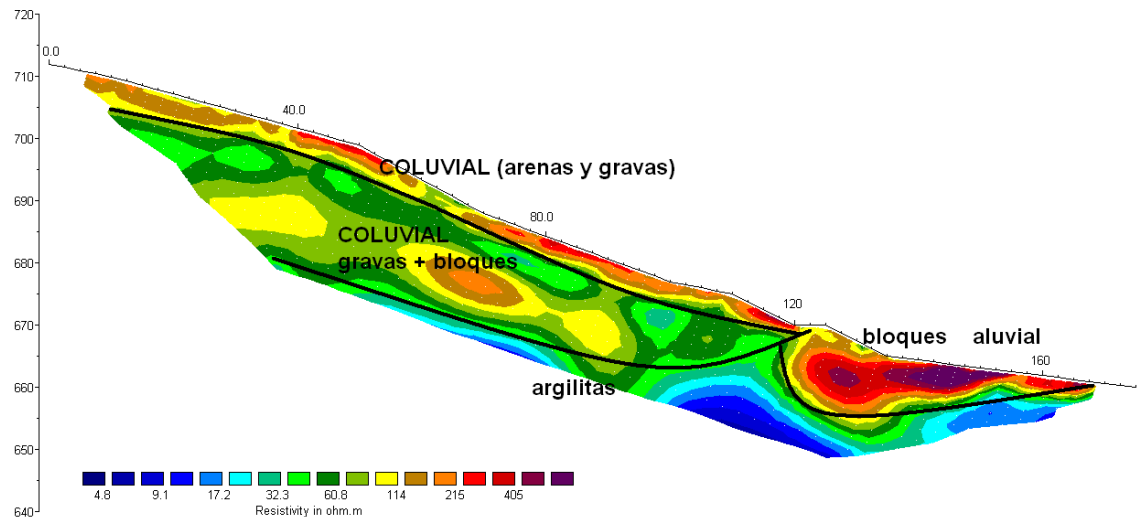 720
0.0
710
40.0
700
COLUVIAL (arenas y gravas)
690
80.0
COLUVIAL
gravas + bloques
680
120
670
bloques aluvial
160
660
argilitas
650
640
4.8 9.1 17.2 32.3 60.8 114 215 405
Resistivity in ohm.m